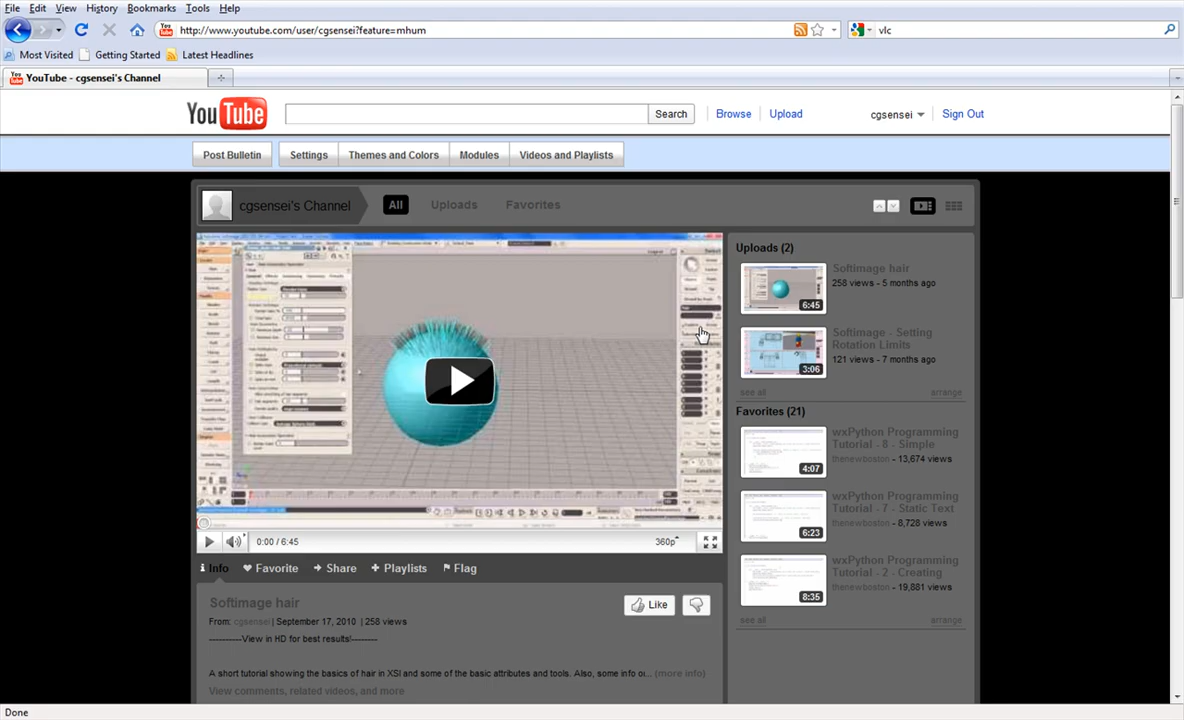 File Edit View History Bookmarks Tools Help
http://www.youtube.com/user/cgsensei?feature=mhum
vlc
Most Visited Getting Started Latest Headlines
YouTube - cgsensei's Channel
YouTube Search Browse Upload cgsensei Sign Out
Post Bulletin Settings Themes and Colors Modules Videos and Playlists
cgsensei's Channel All Uploads Favorites
Uploads (2)
Softimage hair
258 views - 5 months ago
6:45
Softimage - Setting
Rotation Limits
121 views - 7 months ago
3:06
see all arrange
Favorites (21)
wxPython Programming
Tutorial - 8 - Simple
thenewboston - 13,674 views
4:07
wxPython Programming
Tutorial - 7 - Static Text
thenewboston - 8,728 views
6:23
wxPython Programming
Tutorial - 2 - Creating
thenewboston - 19,881 views
8:35
see all arrange
0:00 / 6:45 360p
Info Favorite Share Playlists Flag
Softimage hair
Like
From: cgsensei | September 17, 2010 | 258 views
-----------View in HD for best results!---------
A short tutorial showing the basics of hair in XSI and some of the basic attributes and tools. Also, some info o... (more info)
View comments, related videos, and more
Done